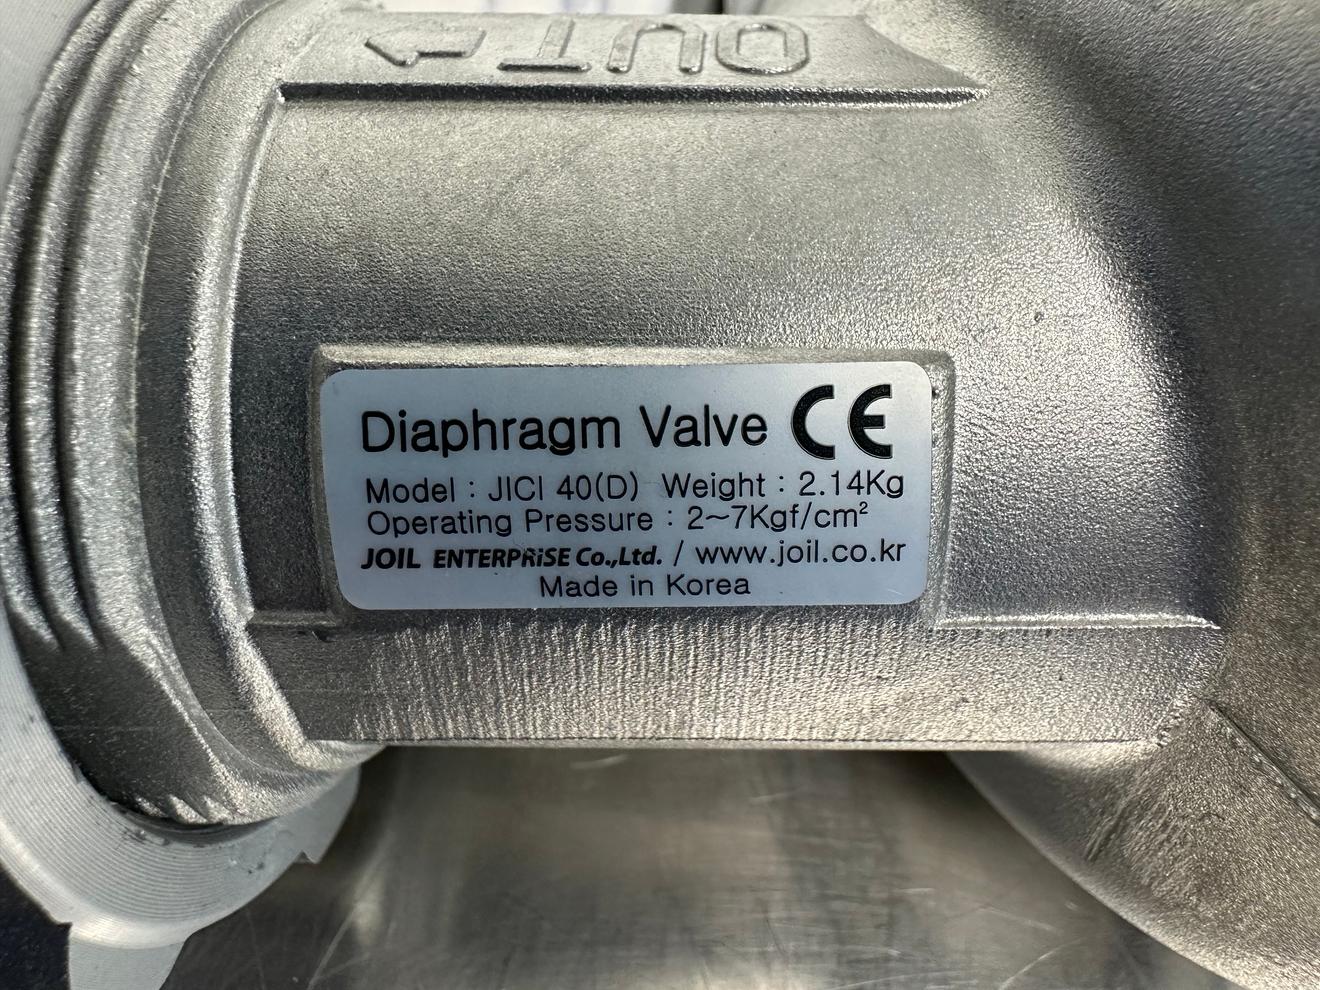 OUT
Diaphragm Valve CE
Model : JICI 40(D) Weight : 2.14Kg
Operating Pressure : 2~7Kgf/cm²
JOIL ENTERPRiSE Co.,Ltd. / www.joil.co.kr
Made in Korea